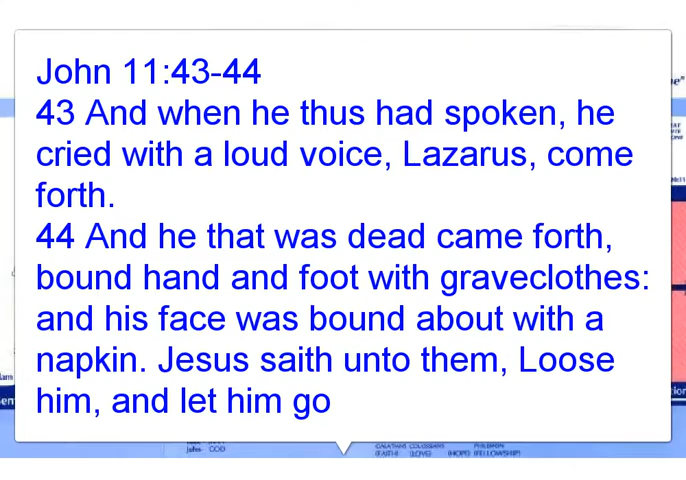 John 11:43-44
43 And when he thus had spoken, he
cried with a loud voice, Lazarus, come
forth.
44 And he that was dead came forth,
bound hand and foot with graveclothes:
and his face was bound about with a
napkin. Jesus saith unto them, Loose
him, and let him go
john GOD
GALATIANS COLOSSIANS PHILEMON
(FAITH) (LOVE) (HOPE) (FELLOWSHIP)